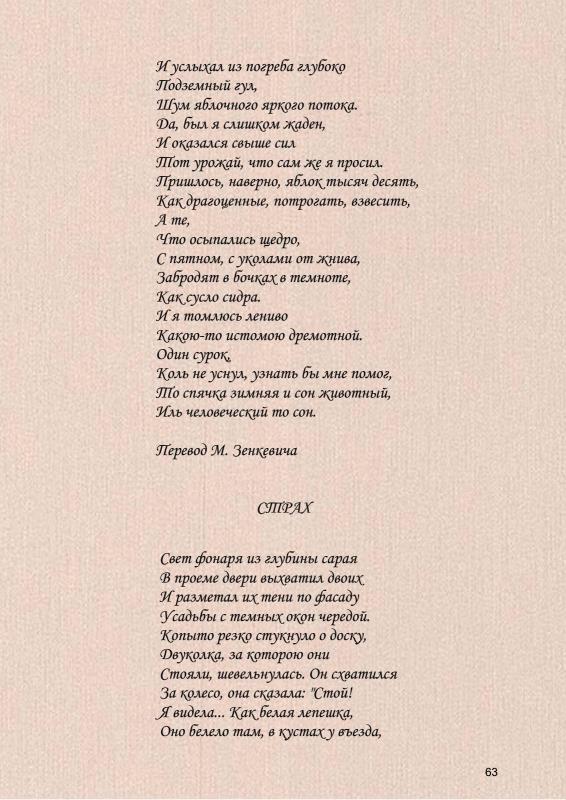 И услыхал из погреба глубоко
Подземный гул,
Шум яблочного яркого потока.
Да, был я слишком жаден,
И оказался свыше сил
Тот урожай, что сам же я просил.
Пришлось, наверно, яблок тысяч десять,
Как драгоценные, потрогать, взвесить,
А те,
Что осыпались щедро,
С пятном, с уколами от жнива,
Забродят в бочках в темноте,
Как сусло сидра.
И я томлюсь лениво
Какою-то истомою дремотной.
Один сурок,
Коль не уснул, узнать бы мне помог,
То спячка зимняя и сон животный,
Иль человеческий то сон.
Перевод М. Зенкевича
СТРАХ
Свет фонаря из глубины сарая
В проеме двери выхватил двоих
И разметал их тени по фасаду
Усадьбы с темных окон чередой.
Копыто резко стукнуло о доску,
Двуколка, за которою они
Стояли, шевельнулась. Он схватился
За колесо, она сказала: "Стой!
Я видела... Как белая лепешка,
Оно белело там, в кустах у въезда,
63